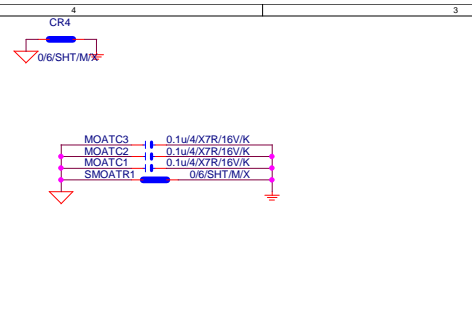 4 3
CR4
0/6/SHT/M/X
MOATC3 0.1u/4/X7R/16V/K
MOATC2 0.1u/4/X7R/16V/K
MOATC1 0.1u/4/X7R/16V/K
SMOATR1 0/6/SHT/M/X